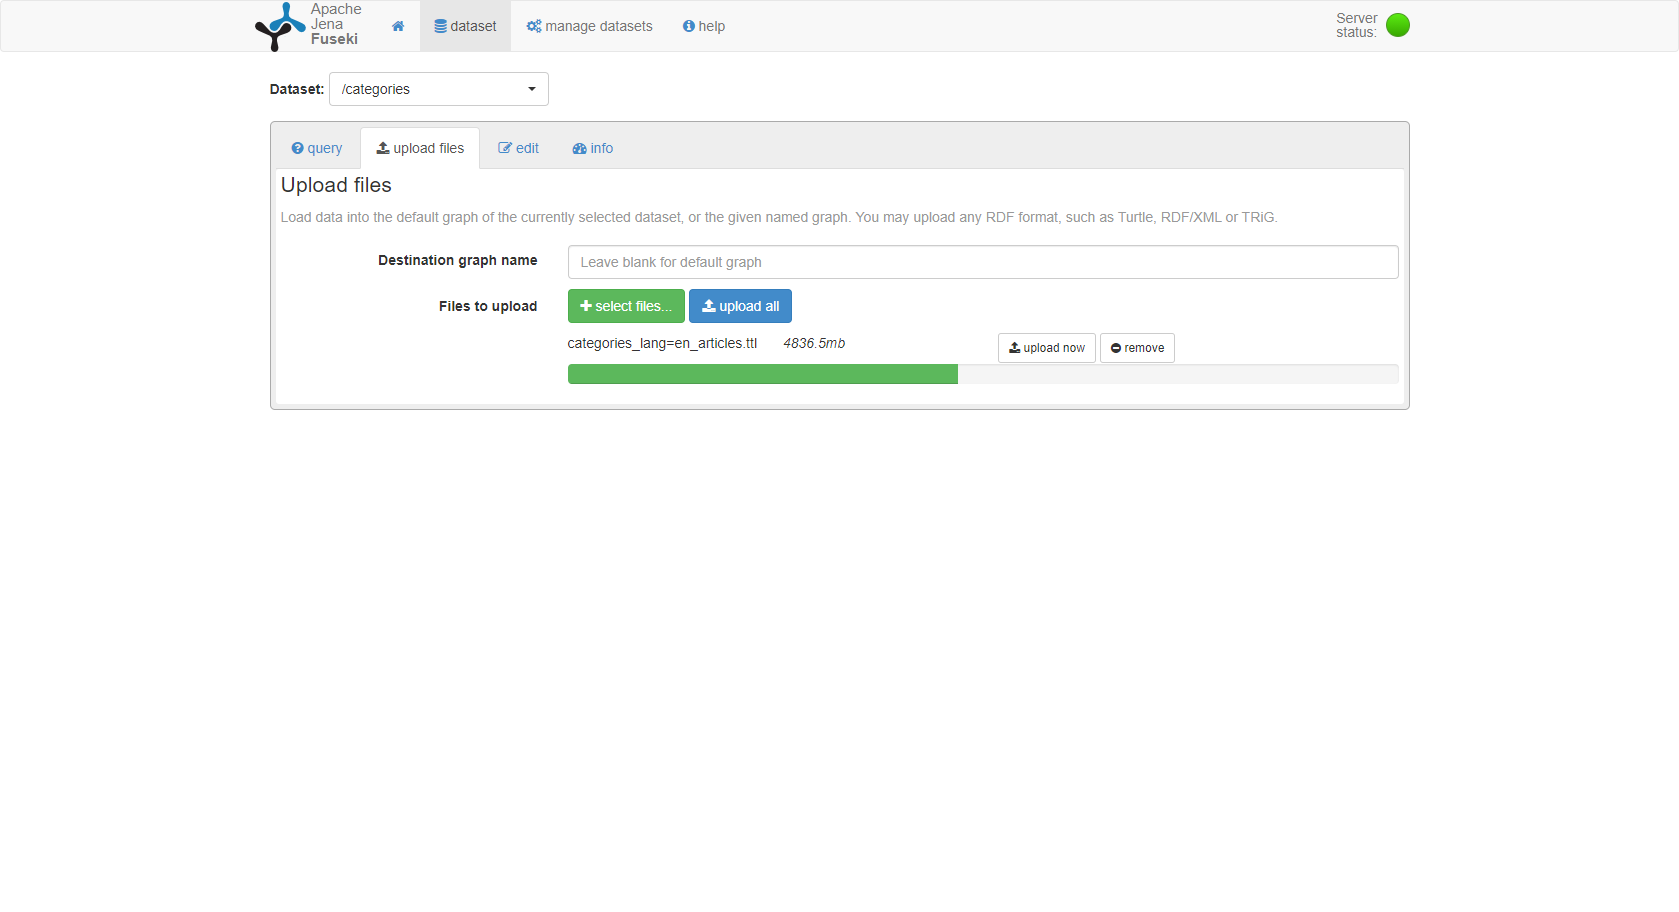 Apache
Jena
Fuseki
dataset
manage datasets
help
Server
status:
Dataset:
/categories
query
upload files
edit
info
Upload files
Load data into the default graph of the currently selected dataset, or the given named graph. You may upload any RDF format, such as Turtle, RDF/XML or TRiG.
Destination graph name
Leave blank for default graph
Files to upload
select files...
upload all
categories_lang=en_articles.ttl
4836.5mb
upload now
remove